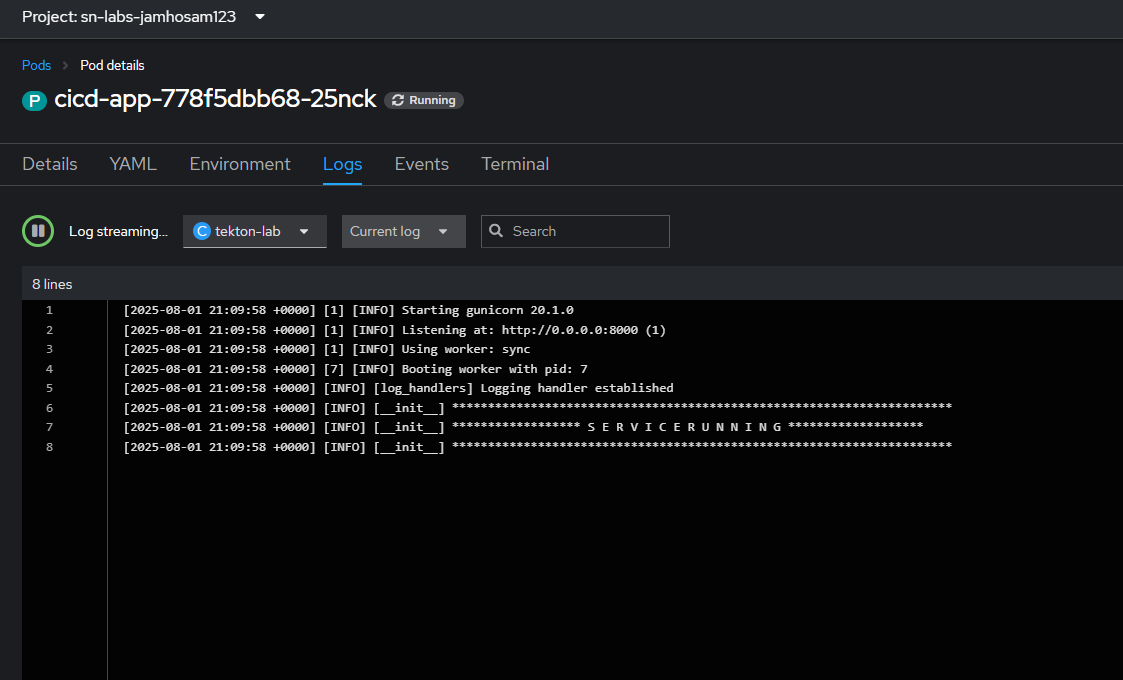 Project: sn-labs-jamhosam123
Pods Pod details
P cicd-app-778f5dbb68-25nck Running
Details YAML Environment Logs Events Terminal
Log streaming... C tekton-lab Current log Search
8 lines
1 [2025-08-01 21:09:58 +0000] [1] [INFO] Starting gunicorn 20.1.0
2 [2025-08-01 21:09:58 +0000] [1] [INFO] Listening at: http://0.0.0.0:8000 (1)
3 [2025-08-01 21:09:58 +0000] [1] [INFO] Using worker: sync
4 [2025-08-01 21:09:58 +0000] [7] [INFO] Booting worker with pid: 7
5 [2025-08-01 21:09:58 +0000] [INFO] [log_handlers] Logging handler established
6 [2025-08-01 21:09:58 +0000] [INFO] [__init__] **********************************************************************
7 [2025-08-01 21:09:58 +0000] [INFO] [__init__] ****************** S E R V I C E R U N N I N G *******************
8 [2025-08-01 21:09:58 +0000] [INFO] [__init__] **********************************************************************